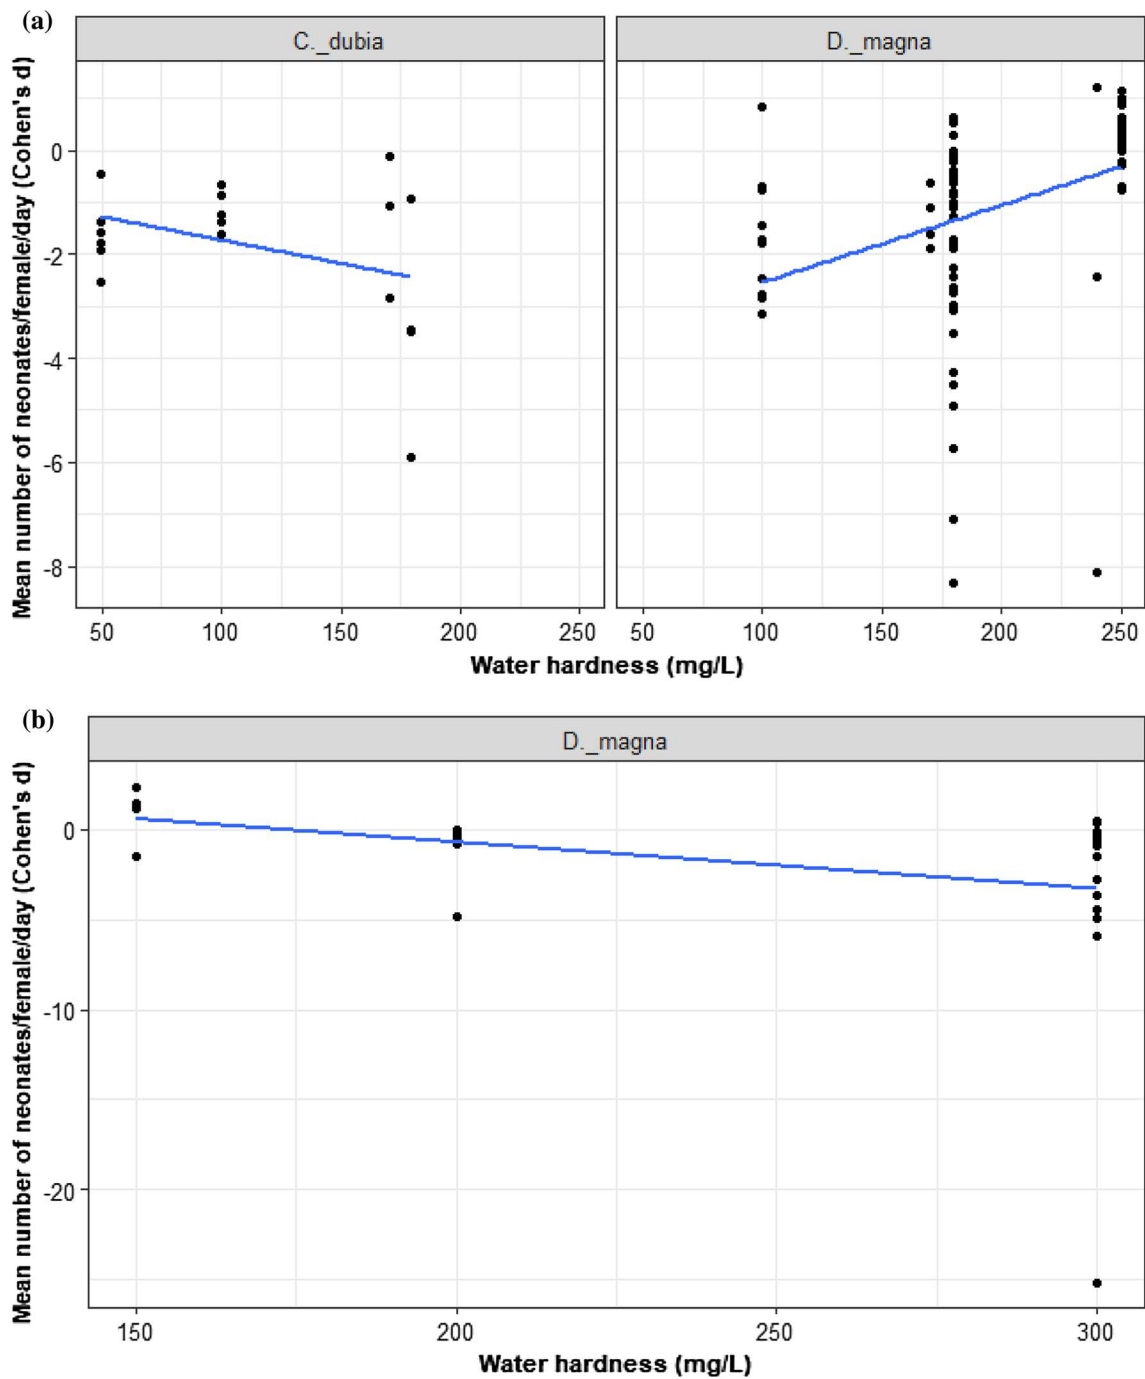 (a)
C._dubia
D._magna
Mean number of neonates/female/day (Cohen's d)
0
-2
-4
-6
-8
50 100 150 200 250 50 100 150 200 250
Water hardness (mg/L)
(b)
D._magna
Mean number of neonates/female/day (Cohen's d)
0
-10
-20
150 200 250 300
Water hardness (mg/L)